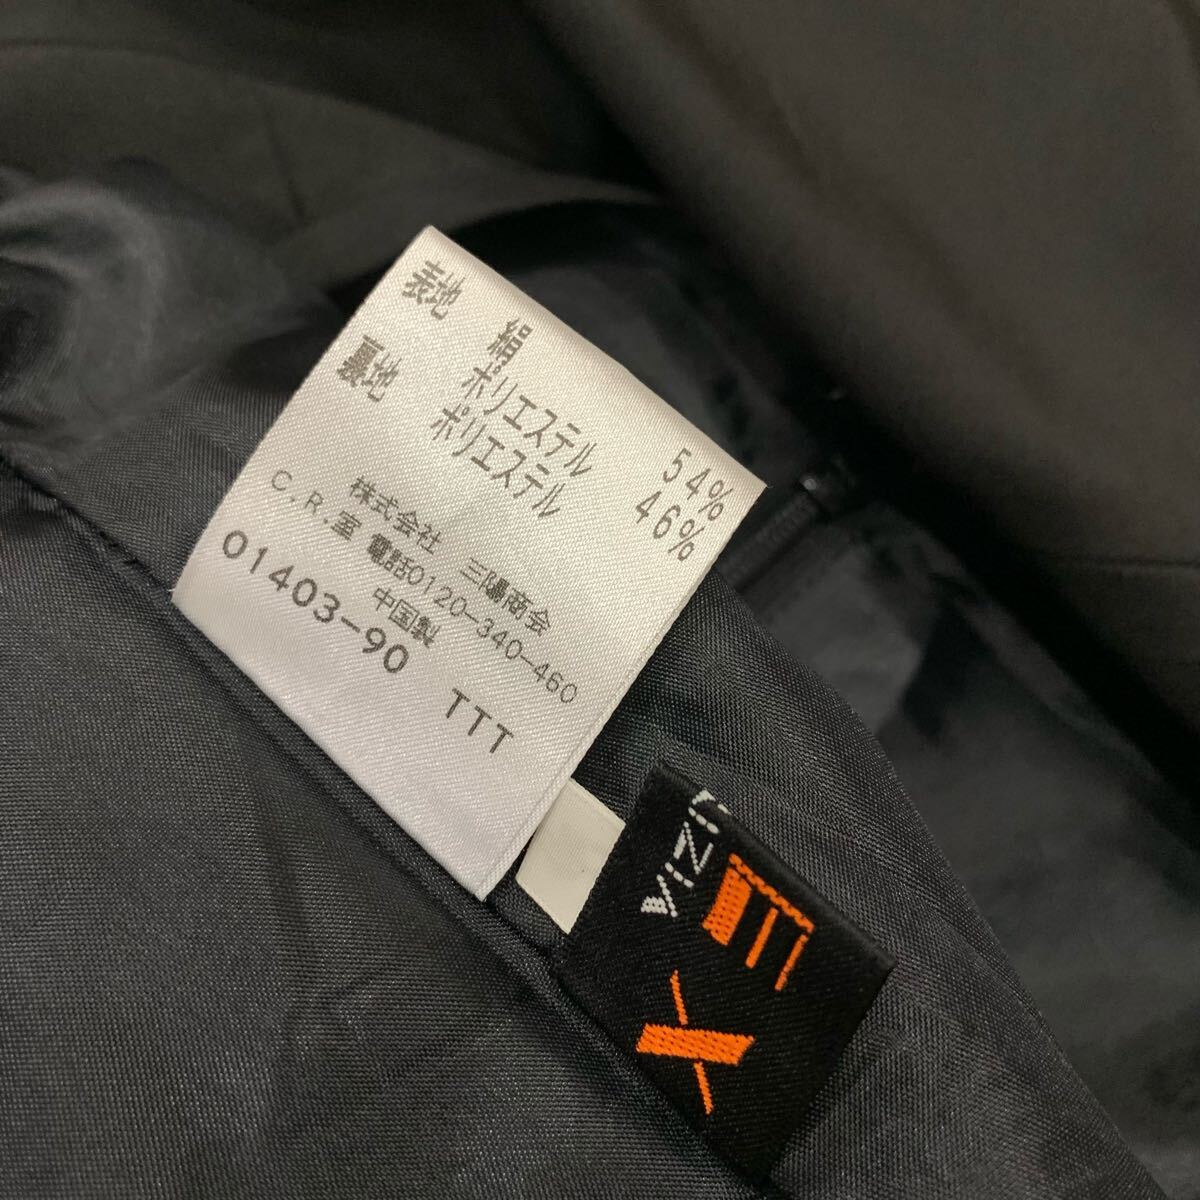 表地 絹 54%
ポリエステル 46%
裏地 ポリエステル
株式会社 三陽商会
C.R.室 電話0120-340-460
中国製
01403-90 TTT
VIZ
EX